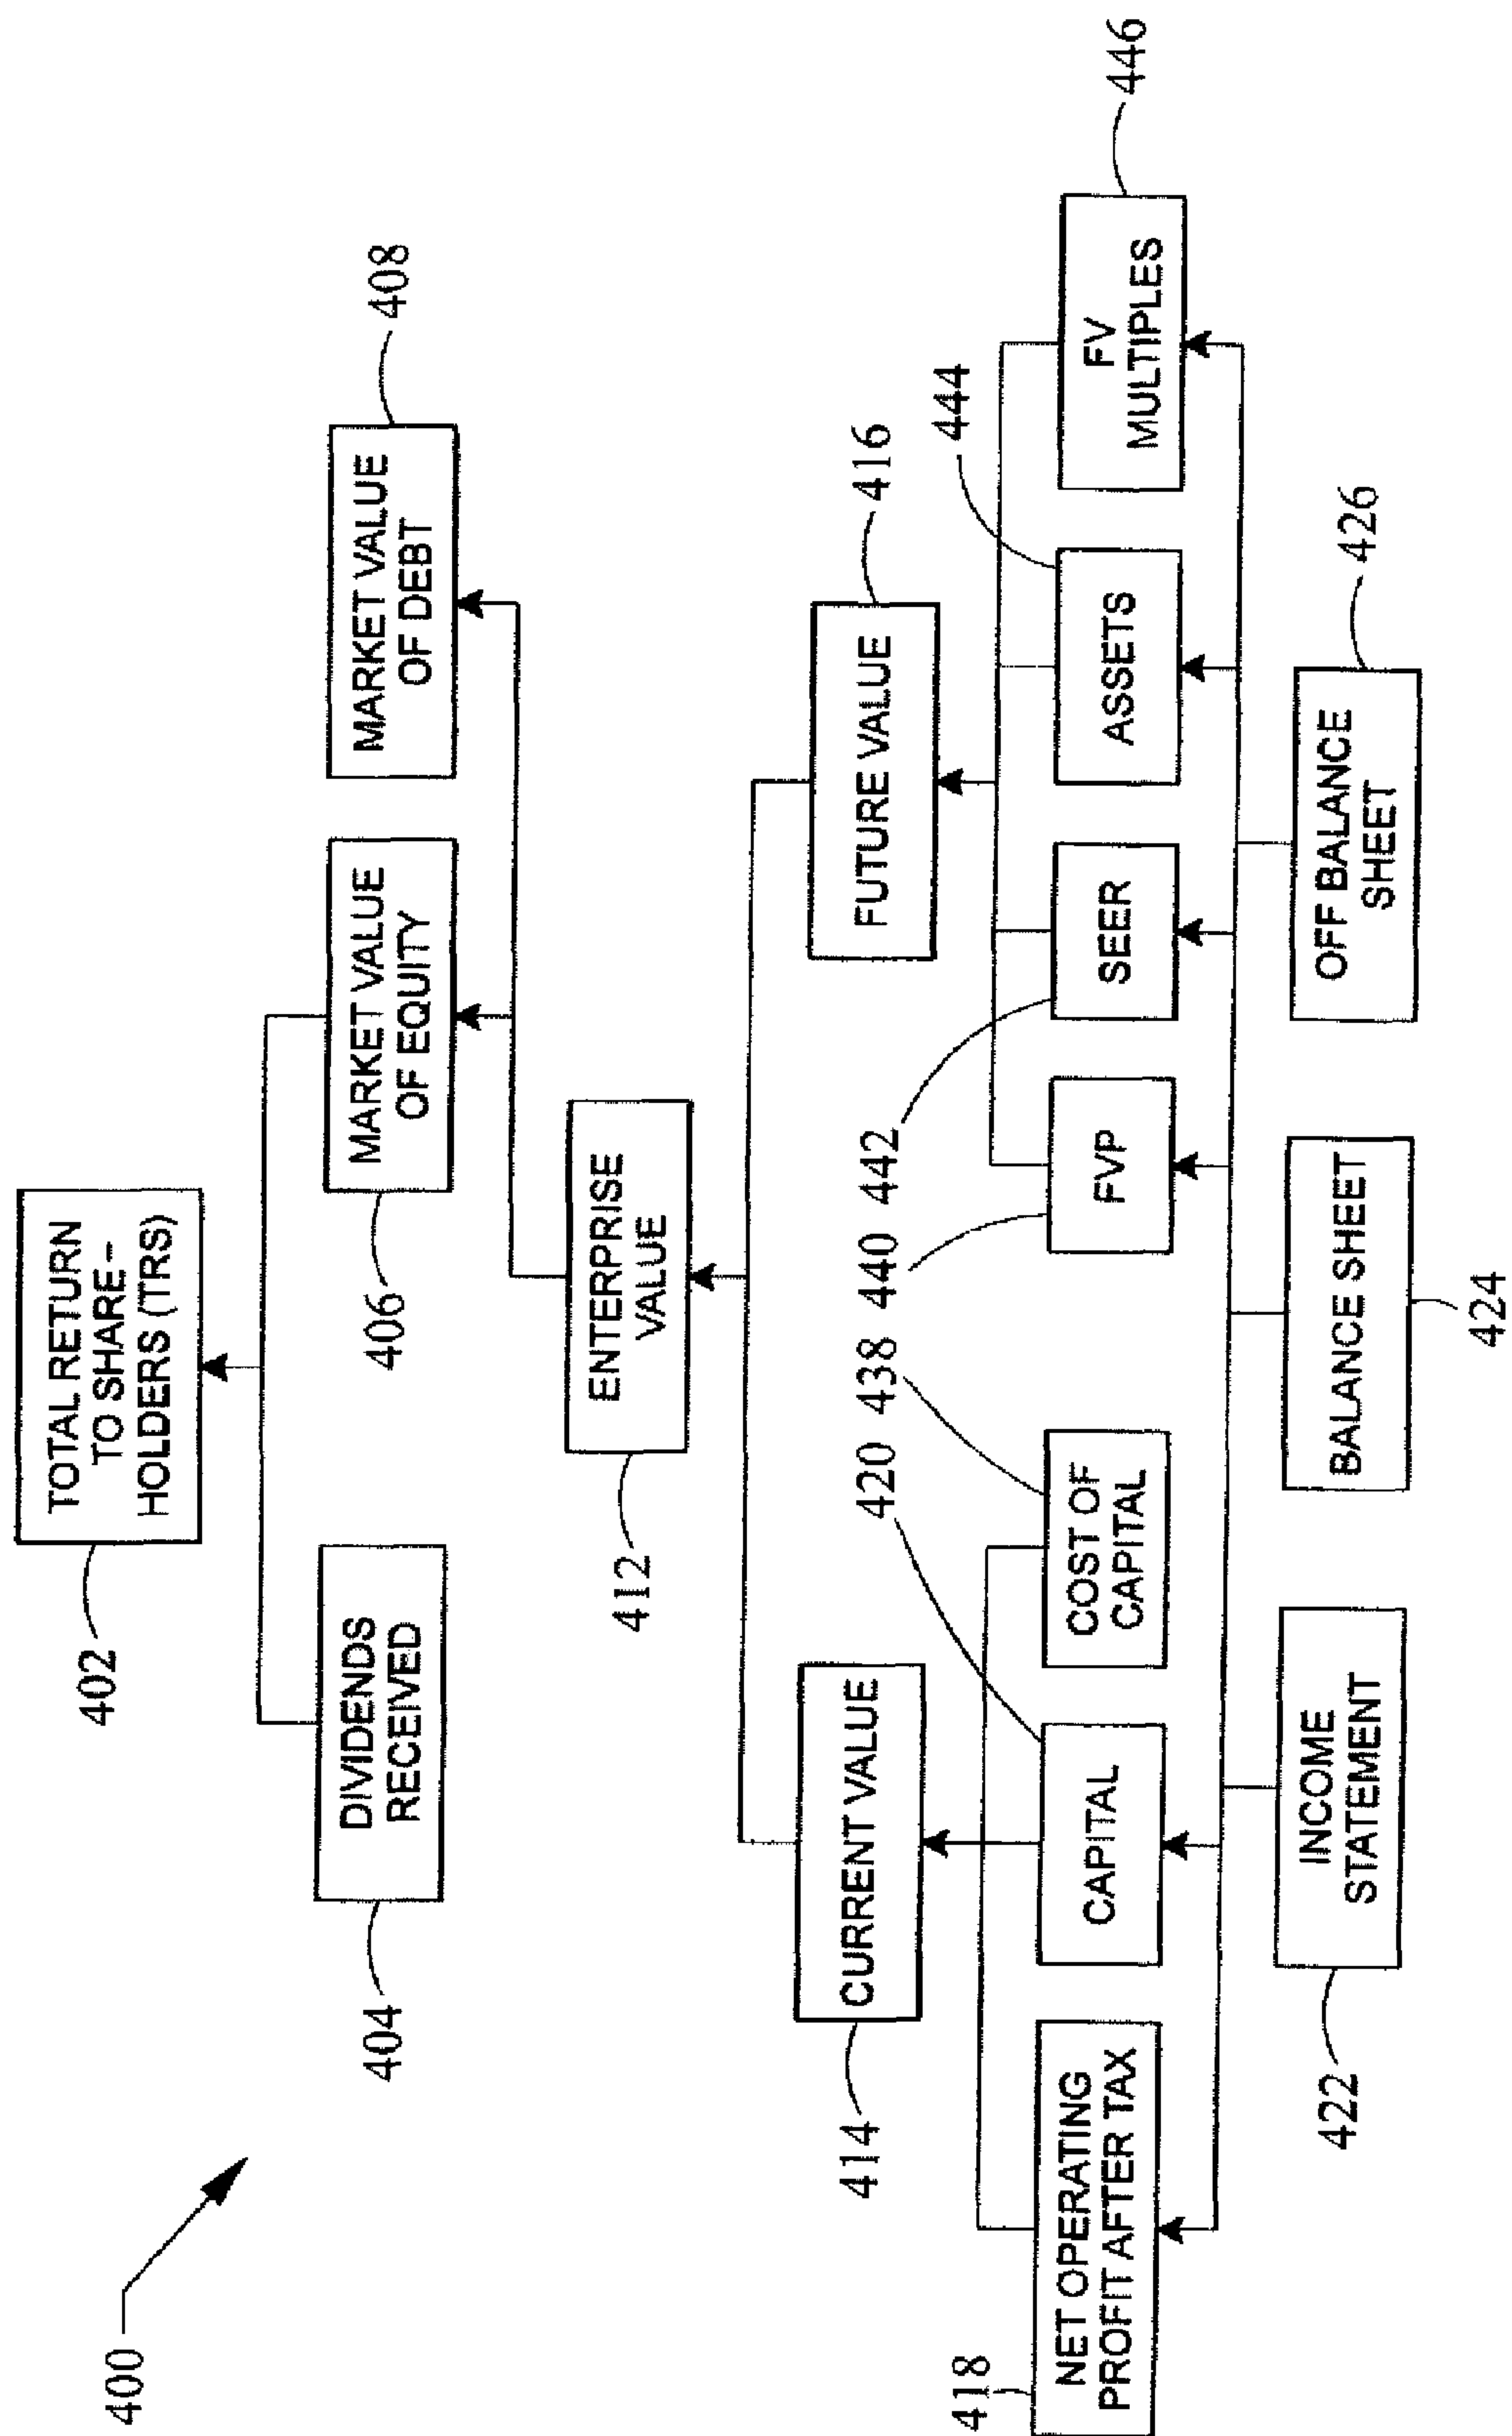 400
402
TOTAL RETURN
TO SHARE-
HOLDERS (TRS)
404
DIVIDENDS
RECEIVED
406
MARKET VALUE
OF EQUITY
MARKET VALUE
OF DEBT
408
412
ENTERPRISE
VALUE
414
CURRENT VALUE
FUTURE VALUE
416
418
NET OPERATING
PROFIT AFTER TAX
420
CAPITAL
438
COST OF
CAPITAL
440
FVP
442
SEER
444
ASSETS
FV
MULTIPLES
446
422
INCOME
STATEMENT
BALANCE SHEET
424
OFF BALANCE
SHEET
426